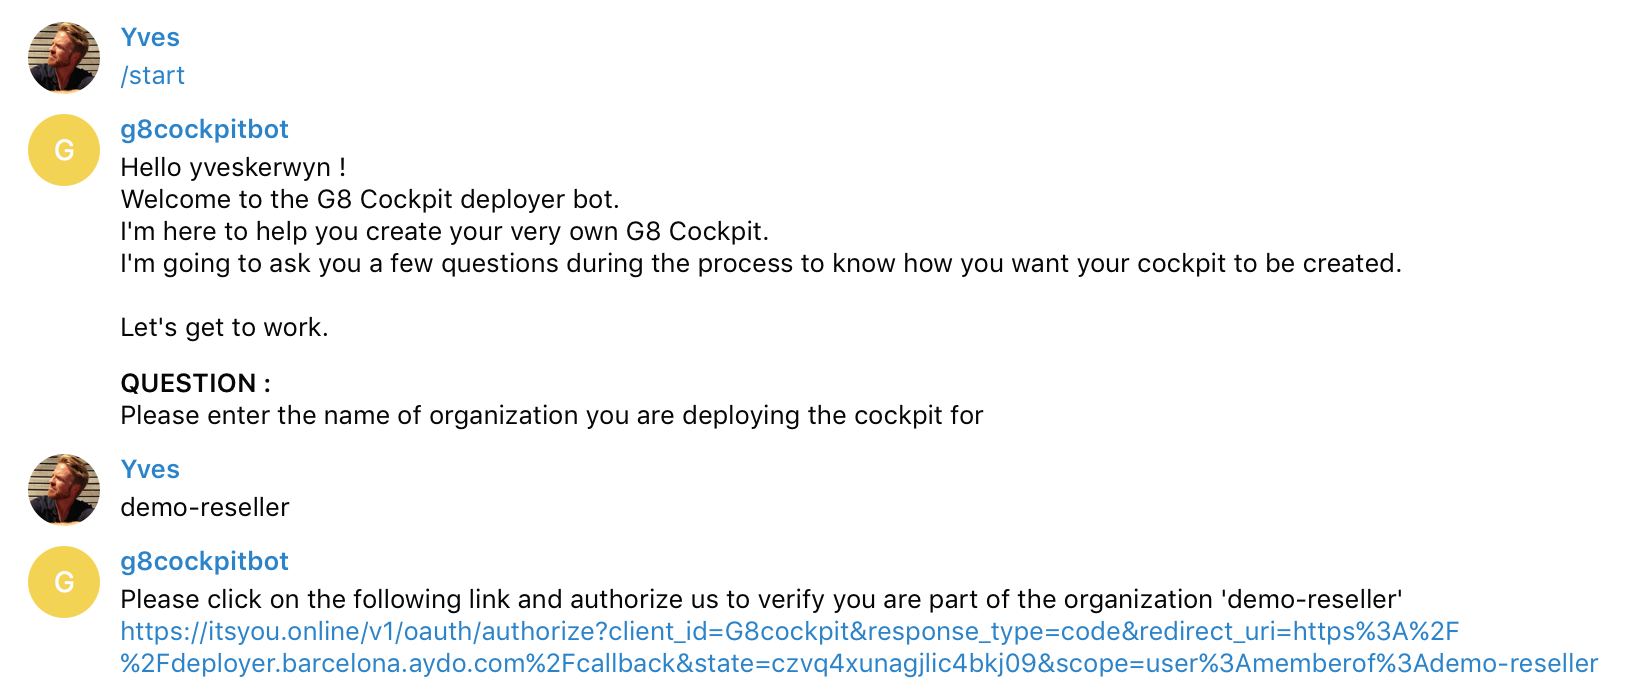 Yves
/start
G
g8cockpitbot
Hello yveskerwyn !
Welcome to the G8 Cockpit deployer bot.
I'm here to help you create your very own G8 Cockpit.
I'm going to ask you a few questions during the process to know how you want your cockpit to be created.
Let's get to work.
QUESTION :
Please enter the name of organization you are deploying the cockpit for
Yves
demo-reseller
G
g8cockpitbot
Please click on the following link and authorize us to verify you are part of the organization 'demo-reseller'
https://itsyou.online/v1/oauth/authorize?client_id=G8cockpit&response_type=code&redirect_uri=https%3A%2F
%2Fdeployer.barcelona.aydo.com%2Fcallback&state=czvq4xunagjlic4bkj09&scope=user%3Amemberof%3Ademo-reseller